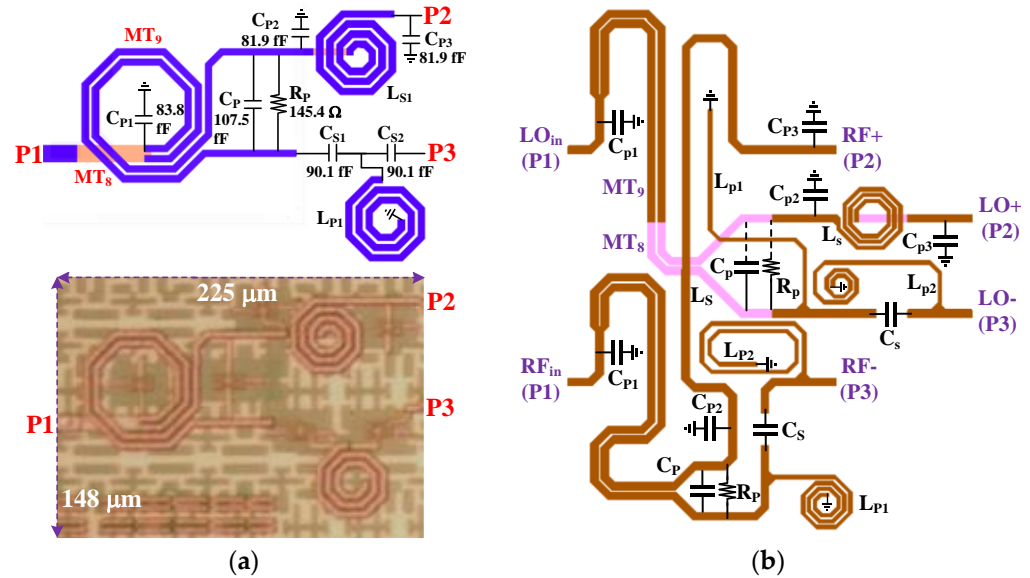 MT9
CP2
81.9 fF
P2
CP3
81.9 fF
LS1
CP1
83.8
fF
CP
107.5
fF
RP
145.4 Ω
P1
MT8
CS1
90.1 fF
CS2
90.1 fF
P3
LP1
225 μm
P2
P1
P3
148 μm
(a)
LOin
(P1)
Cp1
CP3
RF+
(P2)
Lp1
MT9
MT8
Cp2
Ls
LO+
(P2)
Cp3
Cp
Rp
LS
Lp2
LO-
(P3)
Cs
RFin
(P1)
CP1
LP2
RF-
(P3)
CP2
CS
CP
RP
LP1
(b)